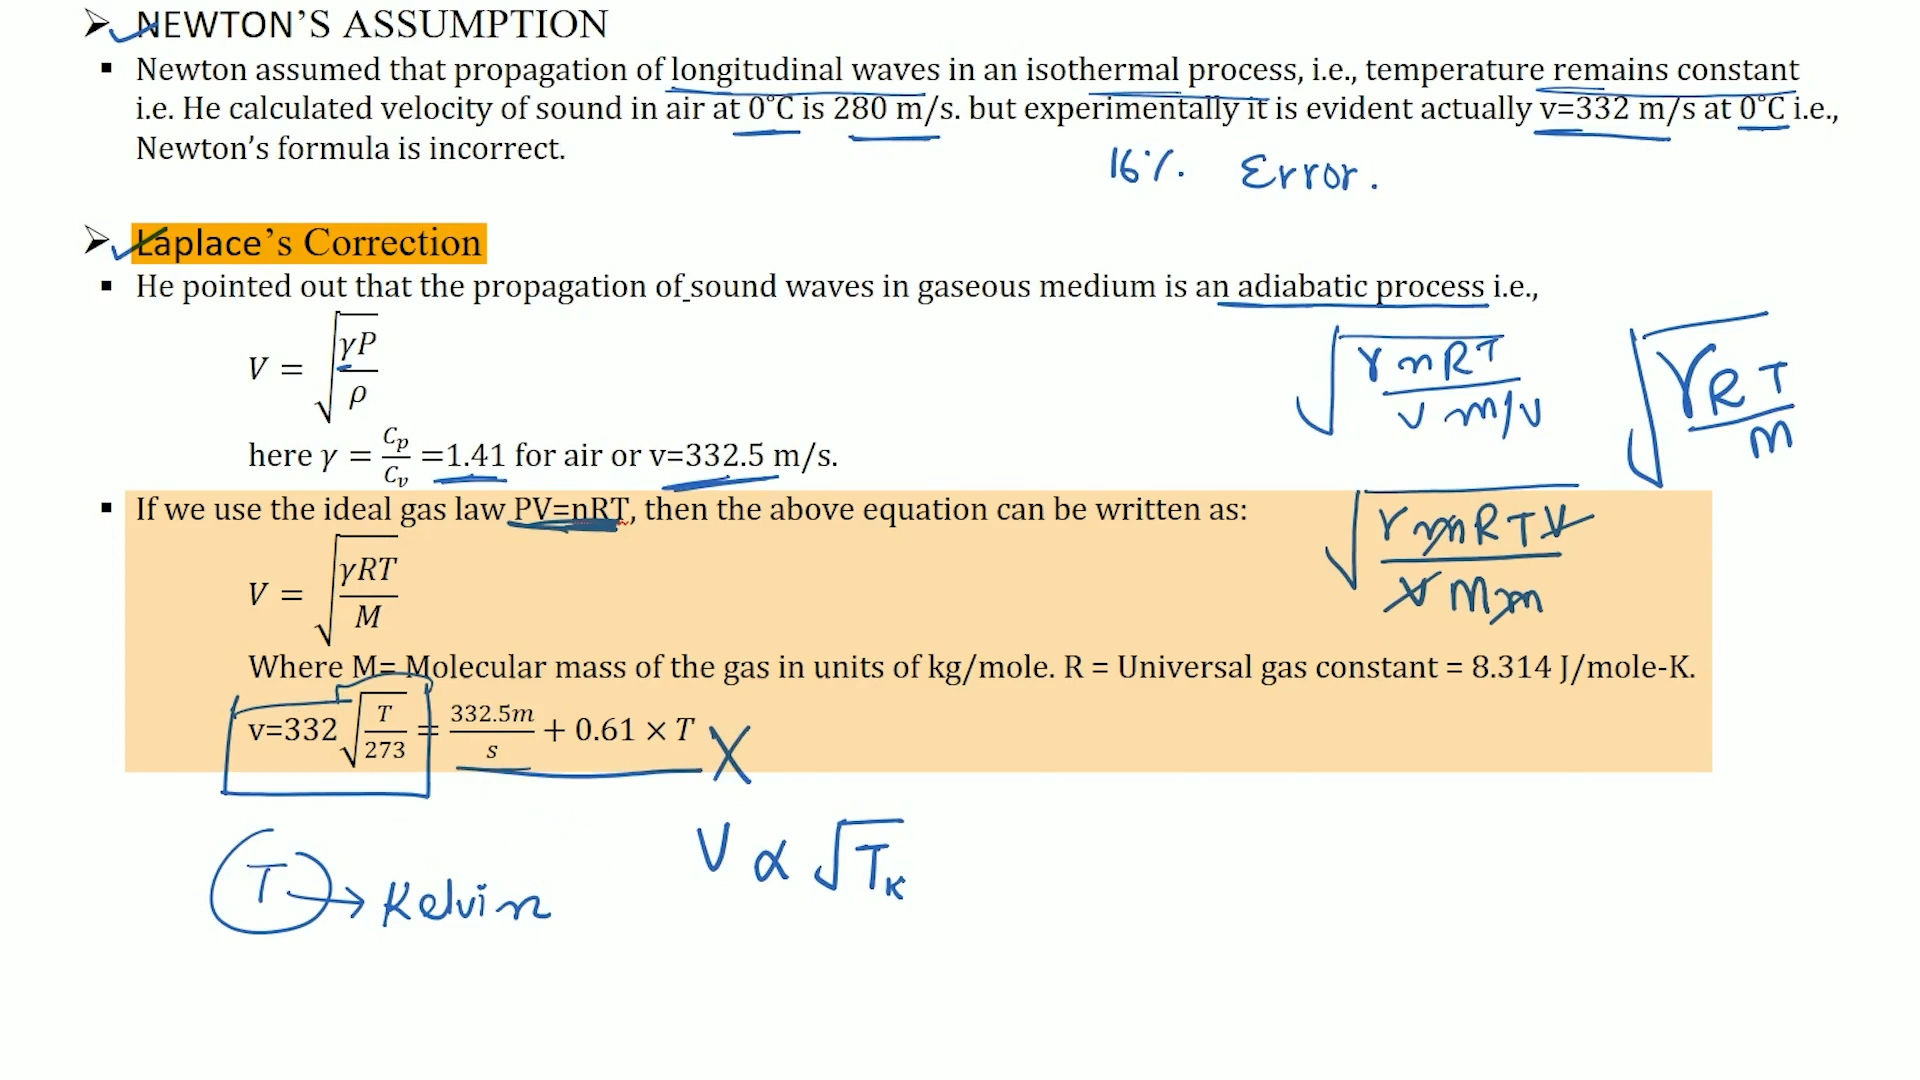 ➢ NEWTON'S ASSUMPTION
▪ Newton assumed that propagation of longitudinal waves in an isothermal process, i.e., temperature remains constant
i.e. He calculated velocity of sound in air at 0°C is 280 m/s. but experimentally it is evident actually v=332 m/s at 0°C i.e.,
Newton's formula is incorrect.
16% Error.
➢ Laplace's Correction
▪ He pointed out that the propagation of sound waves in gaseous medium is an adiabatic process i.e.,
V = √(γP/ρ)
√(γ nRT / V m/V)
√(γRT/M)
here γ = Cp/Cv =1.41 for air or v=332.5 m/s.
▪ If we use the ideal gas law PV=nRT, then the above equation can be written as:
V = √(γRT/M)
√(γ nRTV / V M n)
Where M= Molecular mass of the gas in units of kg/mole. R = Universal gas constant = 8.314 J/mole-K.
v=332 √(T/273) = 332.5m/s + 0.61 × T X
V ∝ √T_K
T → Kelvin